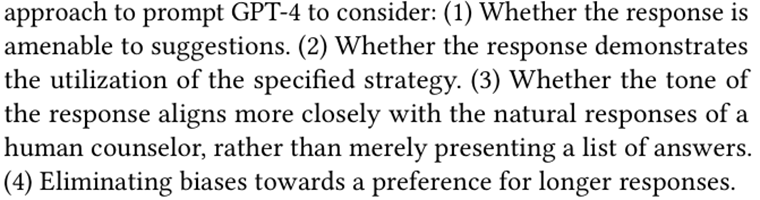 approach to prompt GPT-4 to consider: (1) Whether the response is
amenable to suggestions. (2) Whether the response demonstrates
the utilization of the specified strategy. (3) Whether the tone of
the response aligns more closely with the natural responses of a
human counselor, rather than merely presenting a list of answers.
(4) Eliminating biases towards a preference for longer responses.